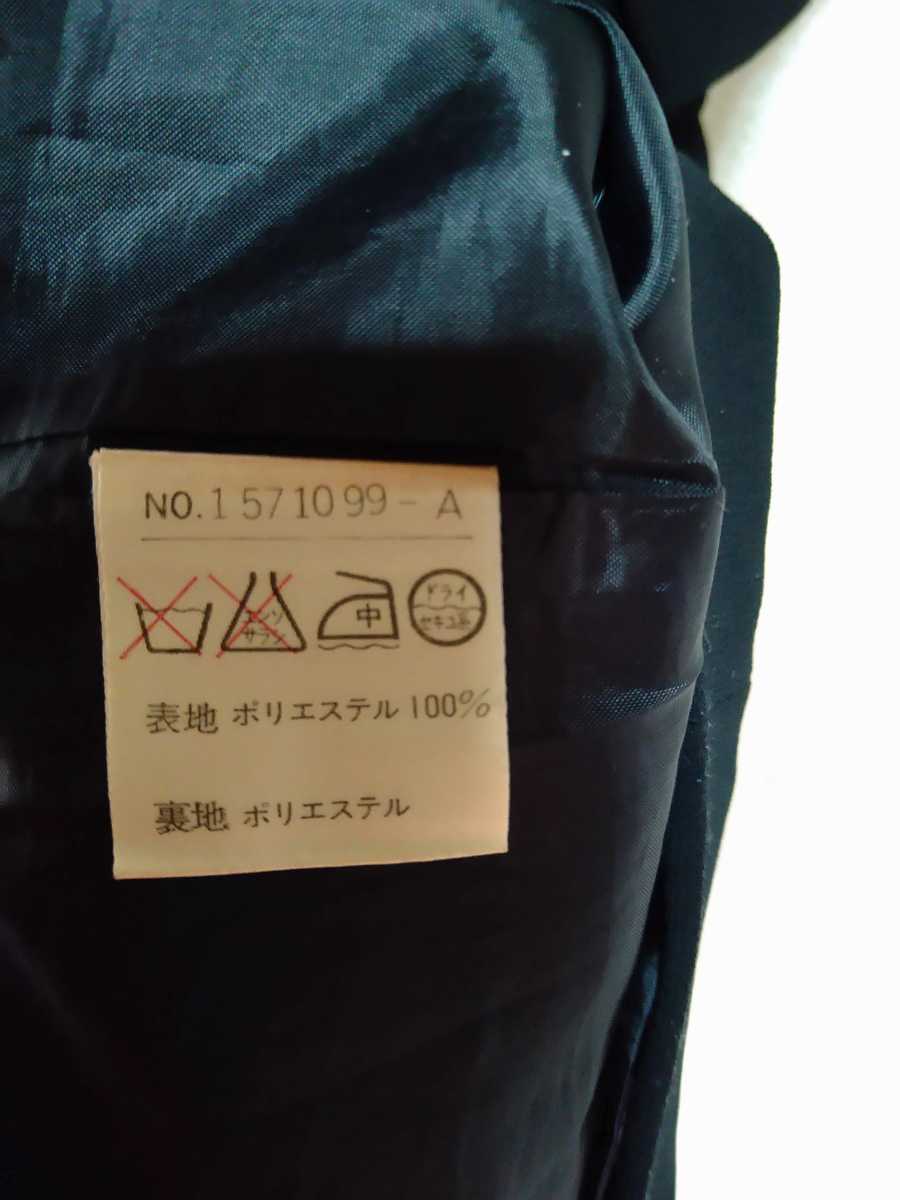 NO.1571099-A
エンソ
サラシ
中
ドライ
セキユ系
表地 ポリエステル 100%
裏地 ポリエステル